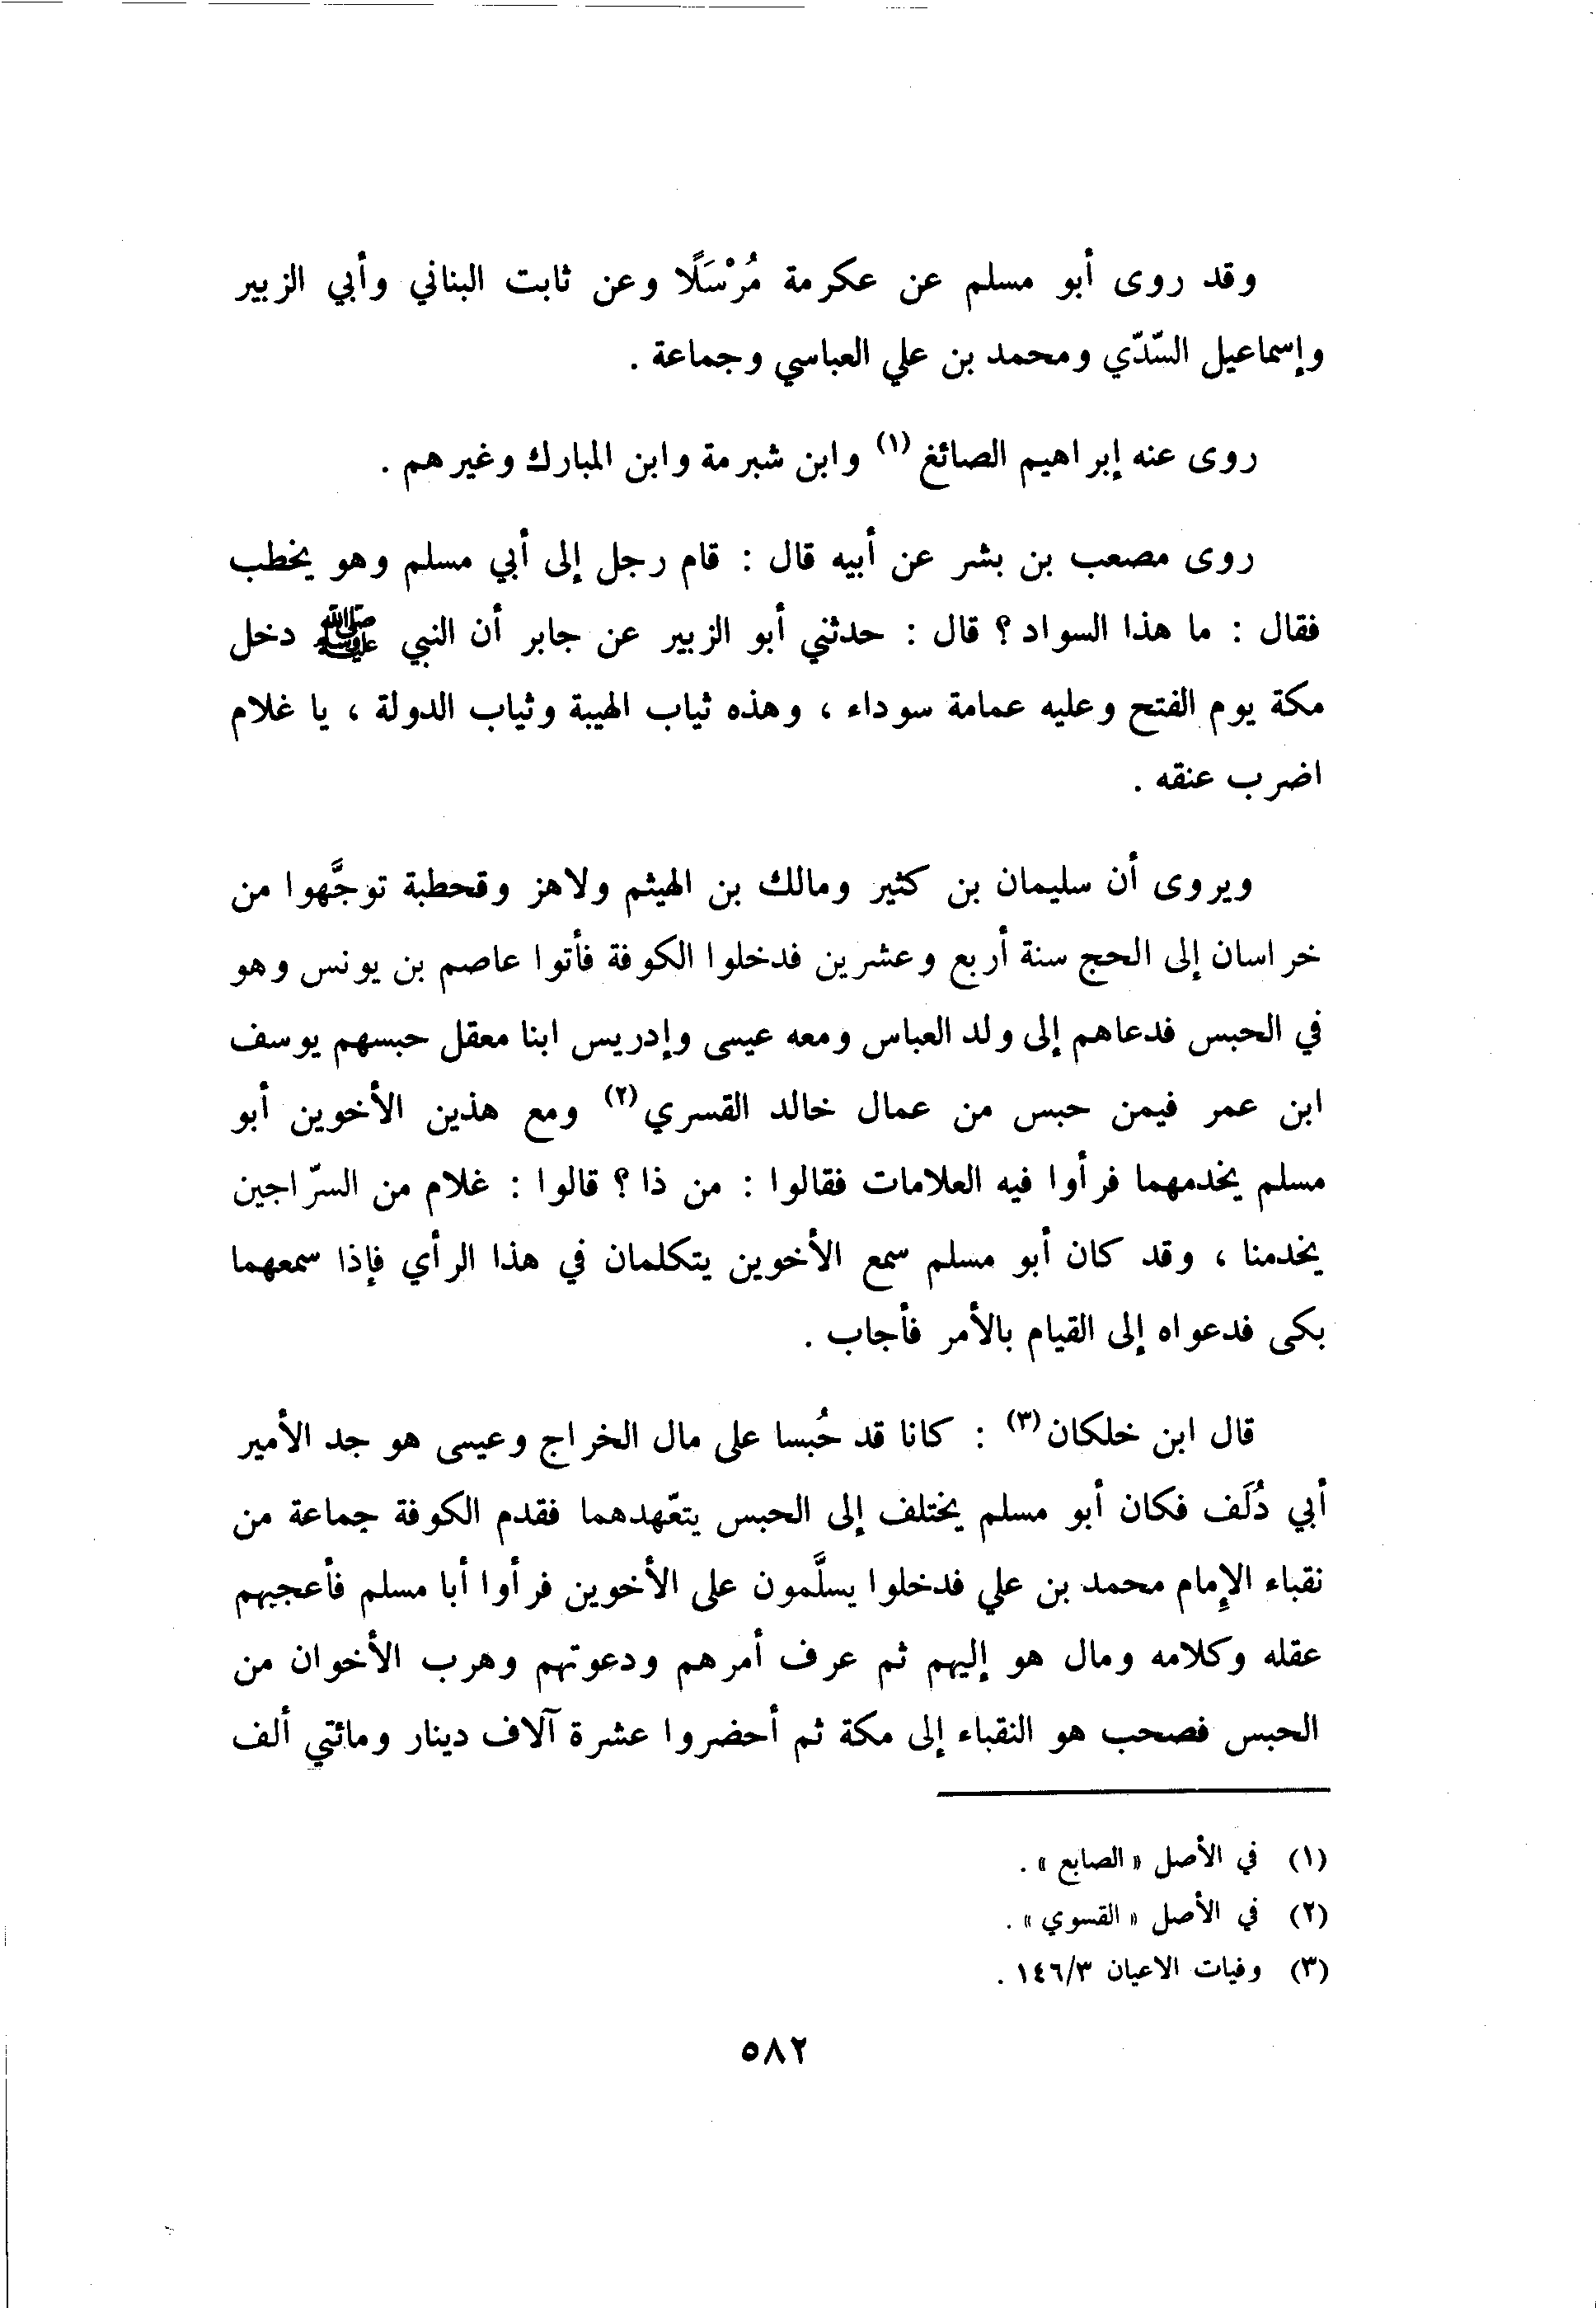 وقد روى أبو مسلم عن عكرمة مُرْسَلًا وعن ثابت البناني وأبي الزبير
وإسماعيل السّدّي ومحمد بن علي العباسي وجماعة .
روى عنه إبراهيم الصائغ (١) وابن شبرمة وابن المبارك وغيرهم .
روى مصعب بن بشر عن أبيه قال : قام رجل إلى أبي مسلم وهو يخطب
فقال : ما هذا السواد ؟ قال : حدثني أبو الزبير عن جابر أن النبي ﷺ دخل
مكة يوم الفتح وعليه عمامة سوداء ، وهذه ثياب الهيبة وثياب الدولة ، يا غلام
اضرب عنقه .
ويروى أن سليمان بن كثير ومالك بن الهيثم ولاهز وقحطبة توجَّهوا من
خراسان إلى الحج سنة أربع وعشرين فدخلوا الكوفة فأتوا عاصم بن يونس وهو
في الحبس فدعاهم إلى ولد العباس ومعه عيسى وإدريس ابنا معقل حبسهم يوسف
ابن عمر فيمن حبس من عمال خالد القسري (٢) ومع هذين الأخوين أبو
مسلم يخدمهما فرأوا فيه العلامات فقالوا : من ذا ؟ قالوا : غلام من السرّاجين
يخدمنا ، وقد كان أبو مسلم سمع الأخوين يتكلمان في هذا الرأي فإذا سمعهما
بكى فدعواه إلى القيام بالأمر فأجاب .
قال ابن خلكان (٣) : كانا قد حُبسا على مال الخراج وعيسى هو جد الأمير
أبي دُلَف فكان أبو مسلم يختلف إلى الحبس يتعّهدهما فقدم الكوفة جماعة من
نقباء الإمام محمد بن علي فدخلوا يسلَّمون على الأخوين فرأوا أبا مسلم فأعجبهم
عقله وكلامه ومال هو إليهم ثم عرف أمرهم ودعوتهم وهرب الأخوان من
الحبس فصحب هو النقباء إلى مكة ثم أحضروا عشرة آلاف دينار ومائتي ألف
(١) في الأصل « الصابع » .
(٢) في الأصل « القسوي » .
(٣) وفيات الاعيان ١٤٦/٣ .
٥٨٢